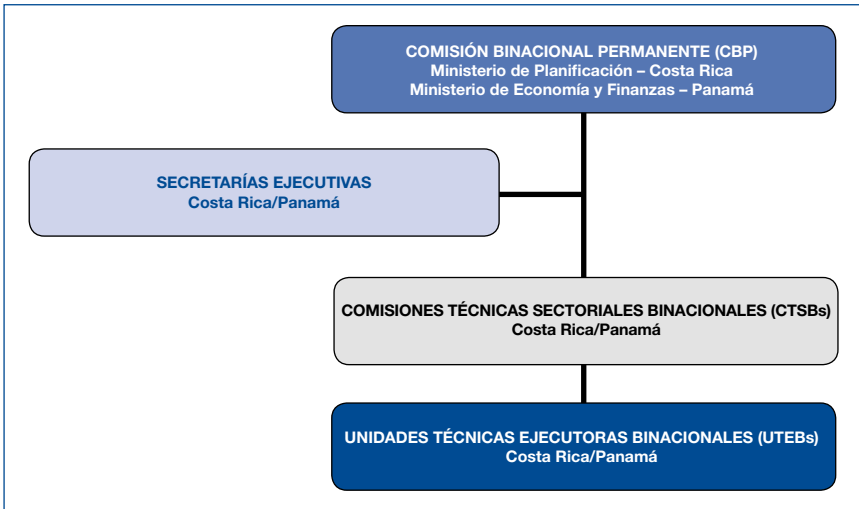 COMISIÓN BINACIONAL PERMANENTE (CBP)
Ministerio de Planificación – Costa Rica
Ministerio de Economía y Finanzas – Panamá
SECRETARÍAS EJECUTIVAS
Costa Rica/Panamá
COMISIONES TÉCNICAS SECTORIALES BINACIONALES (CTSBs)
Costa Rica/Panamá
UNIDADES TÉCNICAS EJECUTORAS BINACIONALES (UTEBs)
Costa Rica/Panamá